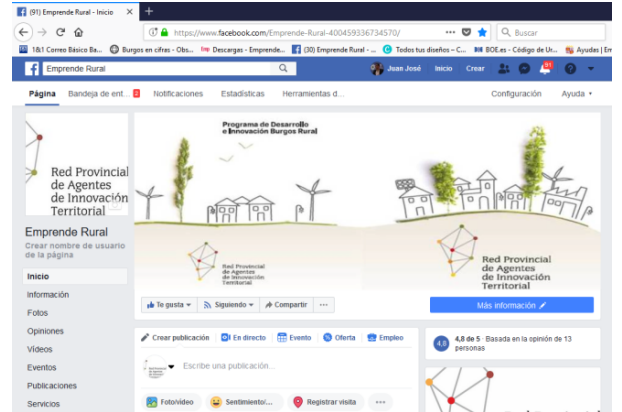 (91) Emprende Rural - Inicio
https://www.facebook.com/Emprende-Rural-400459336734570/
Buscar
1&1 Correo Básico Ba...
Burgos en cifras - Obs...
Descargas - Emprende...
(30) Emprende Rural - ...
Todos tus diseños – C...
BOE.es - Código de Ur...
Ayudas | Em
Emprende Rural
Juan José
Inicio
Crear
91
Página
Bandeja de ent...
2
Notificaciones
Estadísticas
Herramientas d...
Configuración
Ayuda
Red Provincial
de Agentes
de Innovación
Territorial
Emprende Rural
Crear nombre de usuario
de la página
Inicio
Información
Fotos
Opiniones
Vídeos
Eventos
Publicaciones
Servicios
Programa de Desarrollo
e Innovación Burgos Rural
Red Provincial
de Agentes
de Innovación
Territorial
Red Provincial
de Agentes
de Innovación
Territorial
Te gusta
Siguiendo
Compartir
Más información
Crear publicación
En directo
Evento
Oferta
Empleo
Escribe una publicación...
Foto/vídeo
Sentimiento/...
Registrar visita
4,8
4,8 de 5 · Basada en la opinión de 13
personas